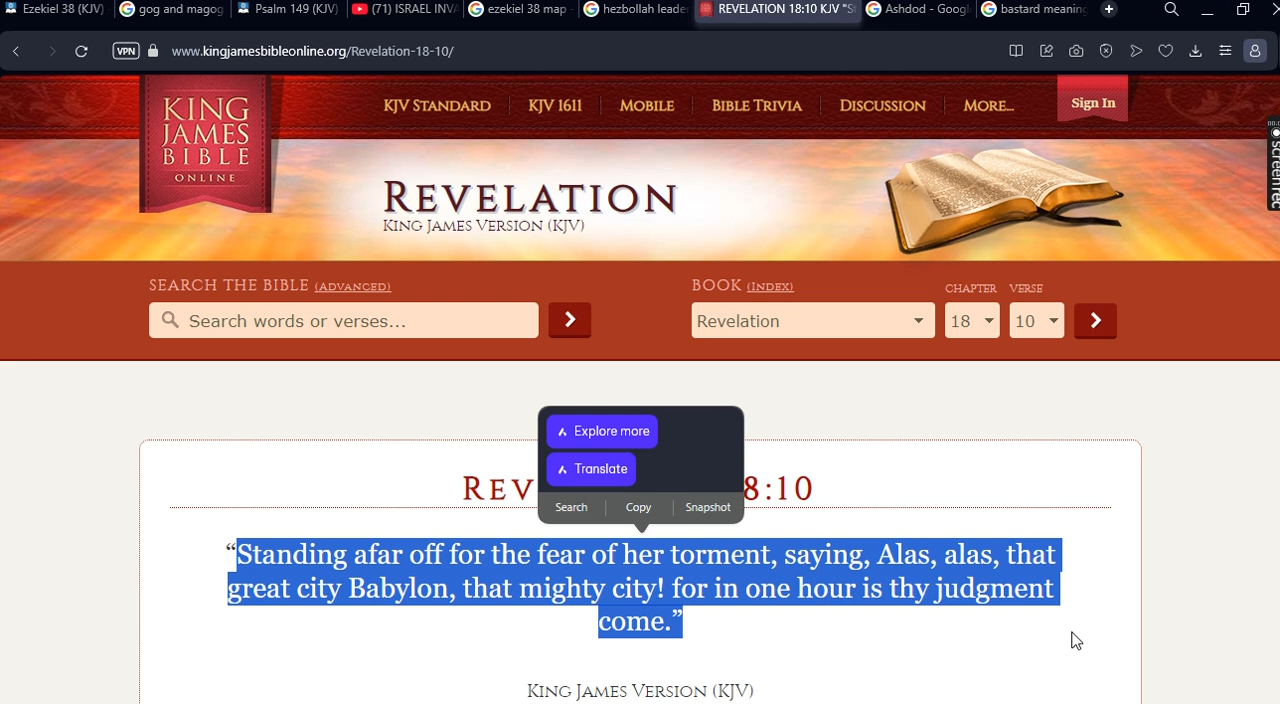 Ezekiel 38 (KJV)
gog and magog
Psalm 149 (KJV)
(71) ISRAEL INVA
ezekiel 38 map -
hezbollah leader
REVELATION 18:10 KJV "St
Ashdod - Googl
bastard meaning
VPN
www.kingjamesbibleonline.org/Revelation-18-10/
KING
JAMES
BIBLE
ONLINE
KJV STANDARD
KJV 1611
MOBILE
BIBLE TRIVIA
DISCUSSION
MORE...
Sign In
screenrec
REVELATION
KING JAMES VERSION (KJV)
SEARCH THE BIBLE (ADVANCED)
Search words or verses...
BOOK (INDEX)
CHAPTER
VERSE
Revelation
18
10
Explore more
Translate
Search
Copy
Snapshot
REV
8:10
“Standing afar off for the fear of her torment, saying, Alas, alas, that
great city Babylon, that mighty city! for in one hour is thy judgment
come.”
KING JAMES VERSION (KJV)